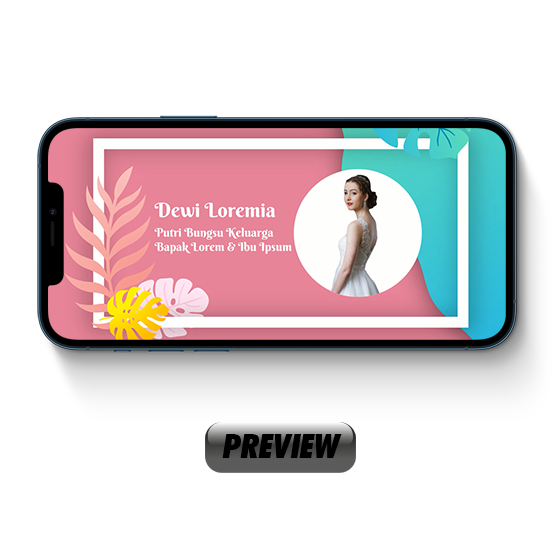 Dewi Loremia
Putri Bungsu Keluarga
Bapak Lorem & Ibu Ipsum
PREVIEW